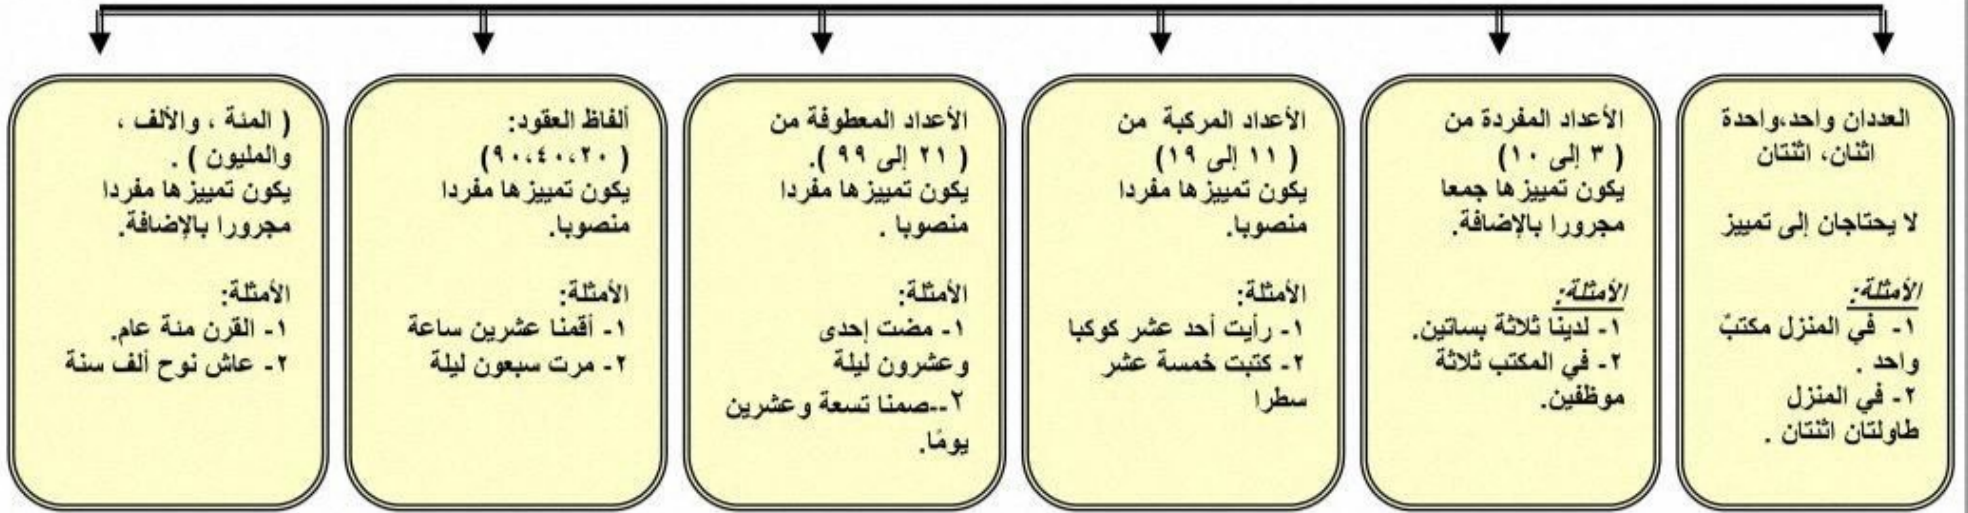 العددان واحد،واحدة
اثنان، اثنتان
لا يحتاجان إلى تمييز
الأمثلة:
١- في المنزل مكتبٌ
واحد .
٢- في المنزل
طاولتان اثنتان .
الأعداد المفردة من
( ٣ إلى ١٠)
يكون تمييزها جمعا
مجرورا بالإضافة.
الأمثلة:
١- لدينا ثلاثة بساتين.
٢- في المكتب ثلاثة
موظفين.
الأعداد المركبة من
( ١١ إلى ١٩)
يكون تمييزها مفردا
منصوبا.
الأمثلة:
١- رأيت أحد عشر كوكبا
٢- كتبت خمسة عشر
سطرا
الأعداد المعطوفة من
( ٢١ إلى ٩٩ ).
يكون تمييزها مفردا
منصوبا .
الأمثلة:
١- مضت إحدى
وعشرون ليلة
٢--صمنا تسعة وعشرين
يومًا.
ألفاظ العقود:
( ٢٠،٤٠،٩٠)
يكون تمييزها مفردا
منصوبا.
الأمثلة:
١- أقمنا عشرين ساعة
٢- مرت سبعون ليلة
( المئة ، والألف ،
والمليون ) .
يكون تمييزها مفردا
مجرورا بالإضافة.
الأمثلة:
١- القرن مئة عام.
٢- عاش نوح ألف سنة